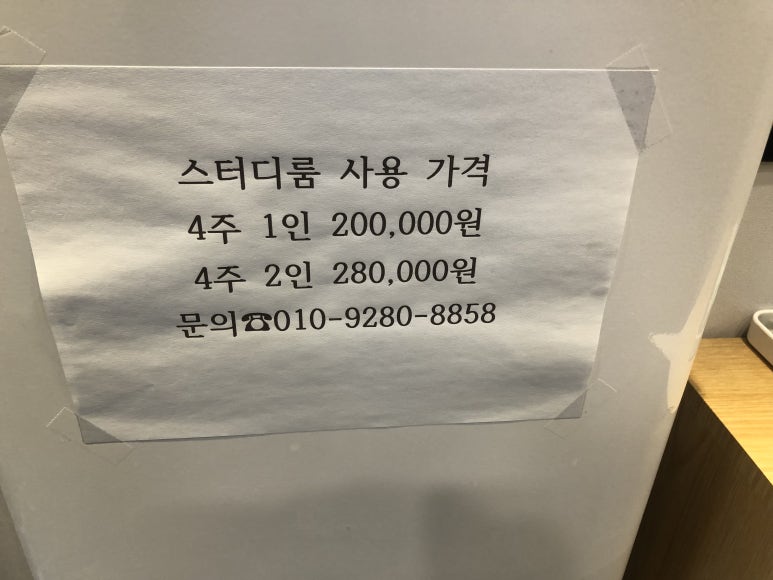 스터디룸 사용 가격
4주 1인 200,000원
4주 2인 280,000원
문의☎010-9280-8858